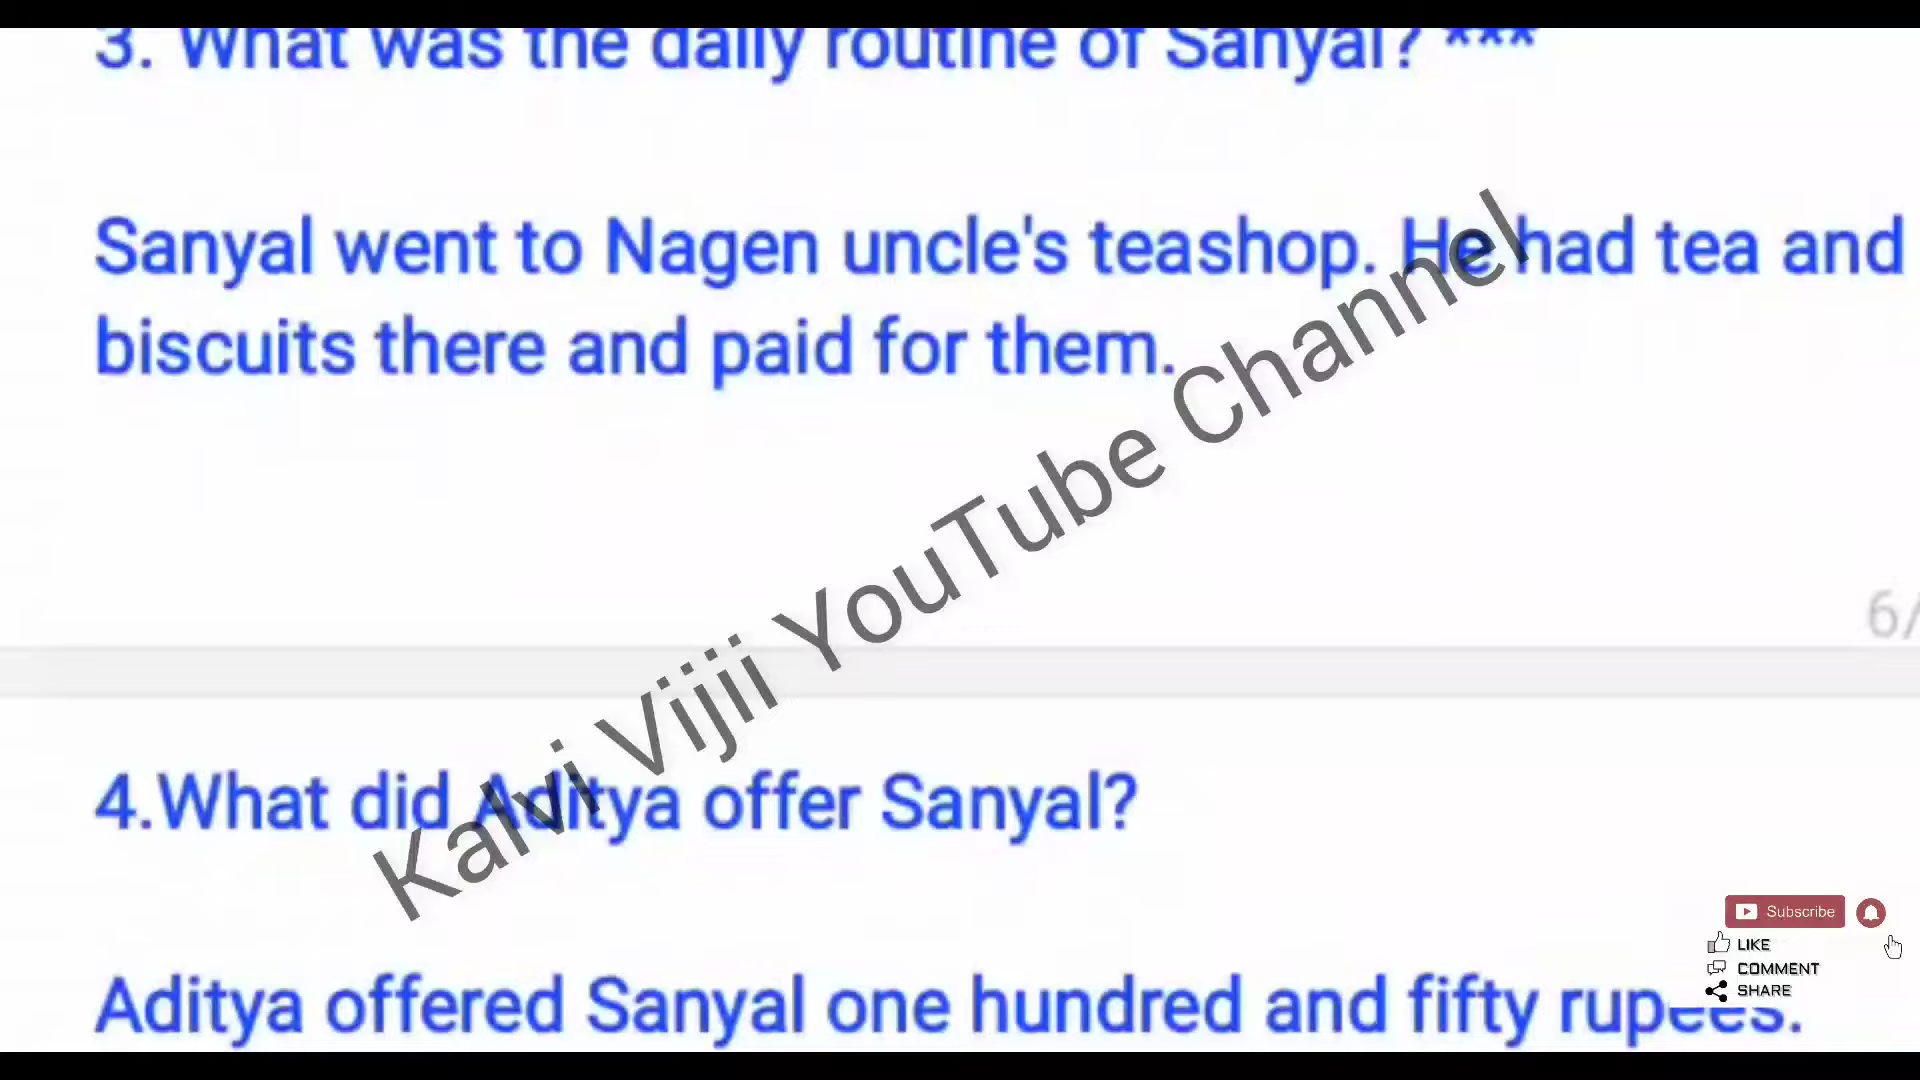 3. What was the daily routine of Sanyal? ***
Sanyal went to Nagen uncle's teashop. He had tea and
biscuits there and paid for them.
Kalvi Vijii YouTube Channel
6/
4.What did Aditya offer Sanyal?
Subscribe
LIKE
COMMENT
SHARE
Aditya offered Sanyal one hundred and fifty rupees.